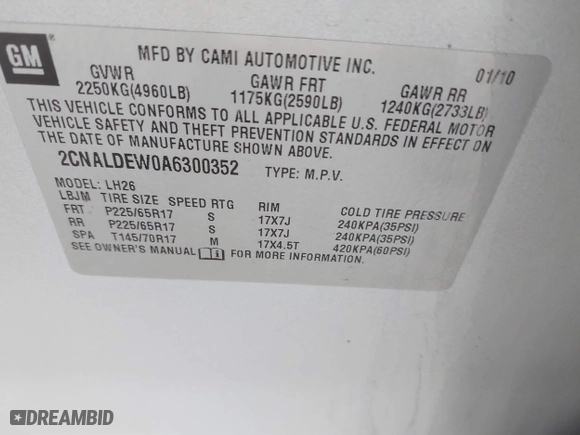 GM
MFD BY CAMI AUTOMOTIVE INC.
01/10
GVWR GAWR FRT GAWR RR
2250KG(4960LB) 1175KG(2590LB) 1240KG(2733LB)
THIS VEHICLE CONFORMS TO ALL APPLICABLE U.S. FEDERAL MOTOR
VEHICLE SAFETY AND THEFT PREVENTION STANDARDS IN EFFECT ON
THE DATE OF MANUFACTURE SHOWN ABOVE.
2CNALDEW0A6300352 TYPE: M.P.V.
MODEL: LH26
LBJM TIRE SIZE SPEED RTG RIM COLD TIRE PRESSURE
FRT P225/65R17 S 17X7J 240KPA(35PSI)
RR P225/65R17 S 17X7J 240KPA(35PSI)
SPA T145/70R17 M 17X4.5T 420KPA(60PSI)
SEE OWNER'S MANUAL FOR MORE INFORMATION.
DREAMBID